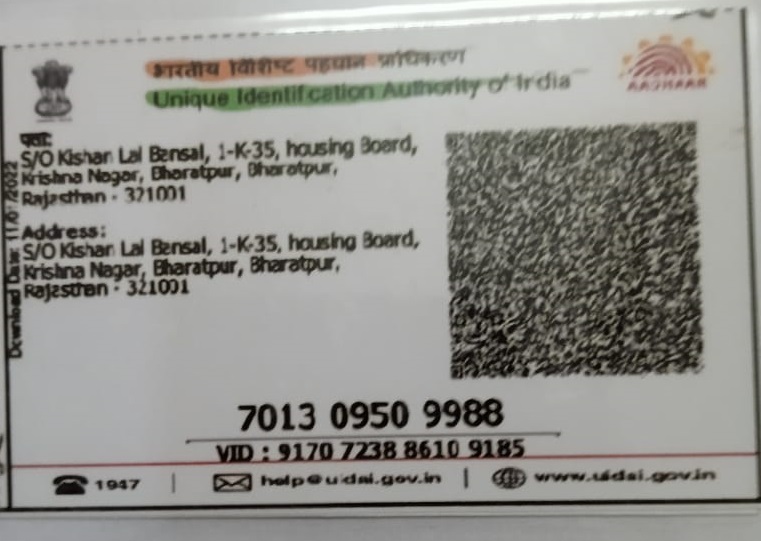 भारतीय विशिष्ट पहचान प्राधिकरण
Unique Identification Authority of India
AADHAAR
पता:
S/O Kishan Lal Bansal, 1-K-35, housing Board,
Krishna Nagar, Bharatpur, Bharatpur,
Rajasthan - 321001
Address:
S/O Kishan Lal Bansal, 1-K-35, housing Board,
Krishna Nagar, Bharatpur, Bharatpur,
Rajasthan - 321001
Download Date:
7013 0950 9988
VID : 9170 7238 8610 9185
1947 | help@uidai.gov.in | www.uidai.gov.in